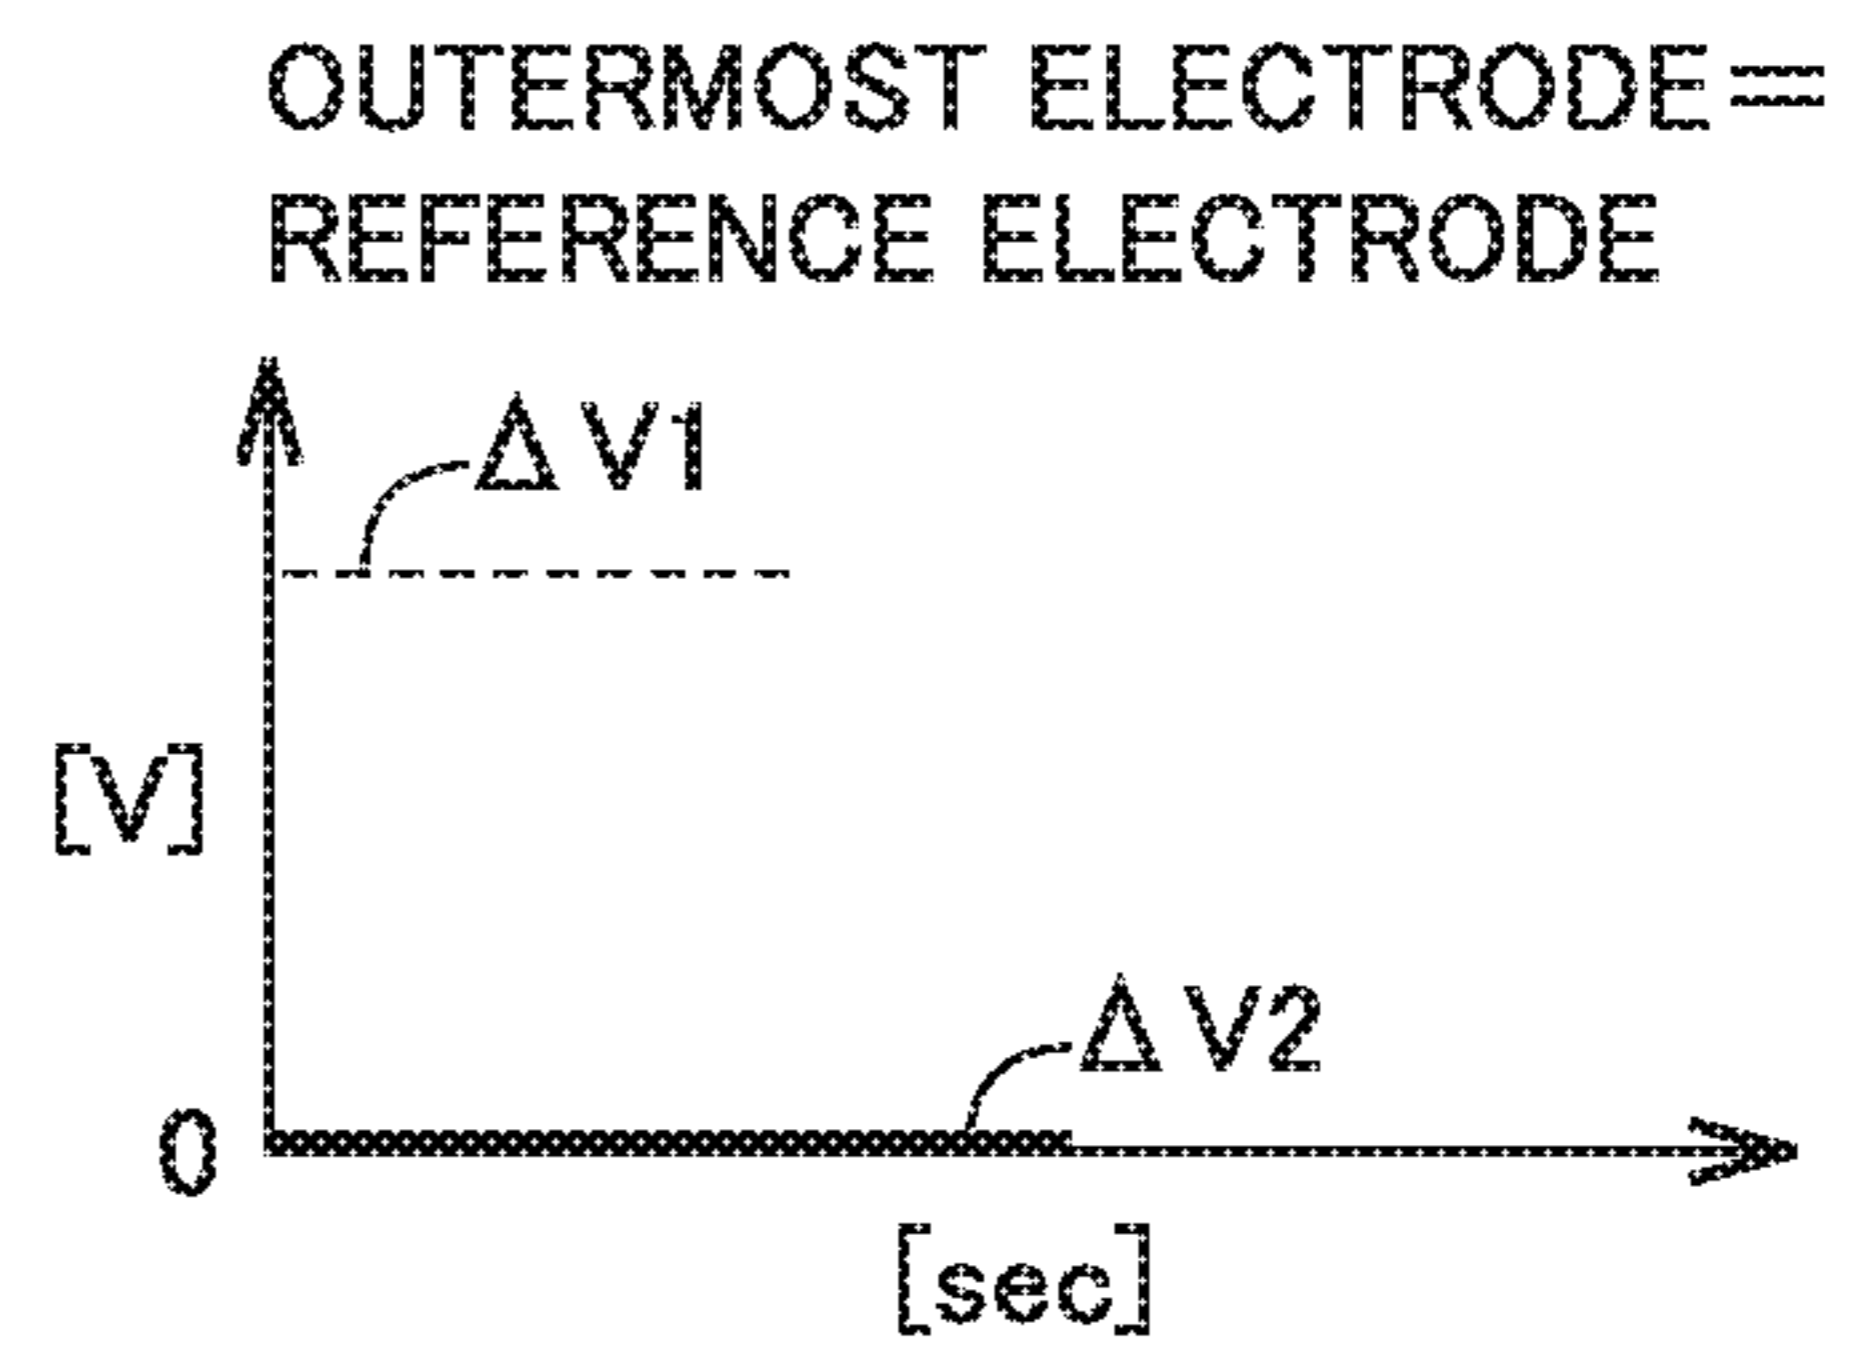 OUTERMOST ELECTRODE=
REFERENCE ELECTRODE
ΔV1
[V]
ΔV2
0
[sec]